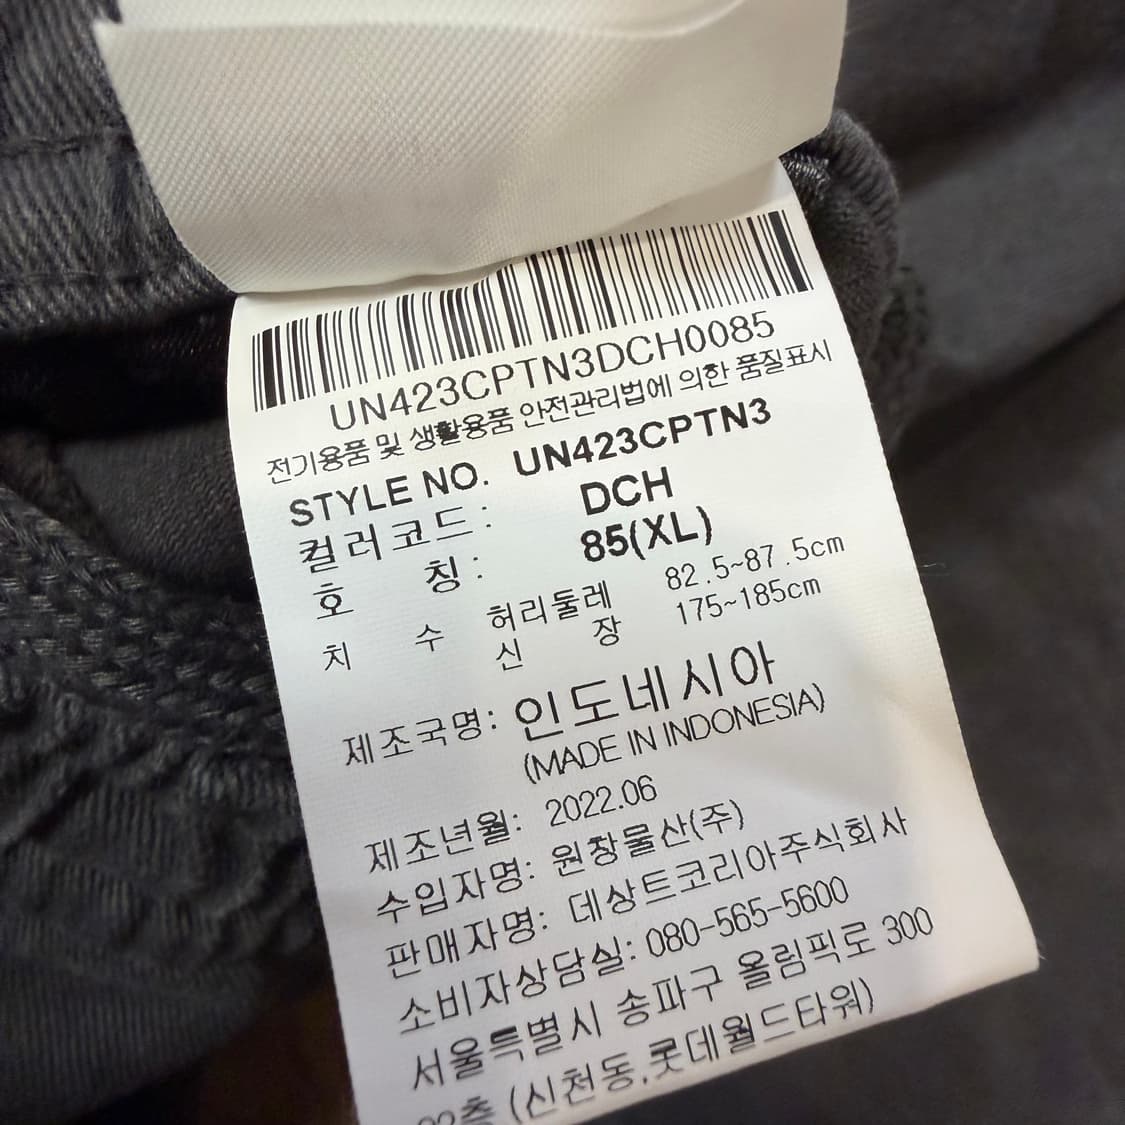 UN423CPTN3DCH0085
전기용품 및 생활용품 안전관리법에 의한 품질표시
STYLE NO. UN423CPTN3
컬러코드: DCH
호 칭: 85(XL)
치 수 허리둘레 82.5~87.5cm
신 장 175~185cm
제조국명: 인도네시아
(MADE IN INDONESIA)
제조년월: 2022.06
수입자명: 원창물산(주)
판매자명: 데상트코리아주식회사
소비자상담실: 080-565-5600
서울특별시 송파구 올림픽로 300
(신천동,롯데월드타워)